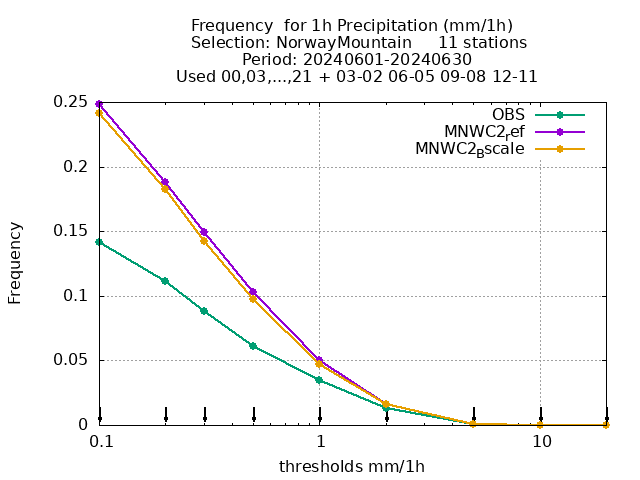 Frequency  for 1h Precipitation (mm/1h)
Selection: NorwayMountain     11 stations
Period: 20240601-20240630
Used 00,03,...,21 + 03-02 06-05 09-08 12-11
OBS
MNWC2ref
MNWC2Bscale
0.25
0.2
0.15
0.1
0.05
0
Frequency
0.1
1
10
thresholds mm/1h